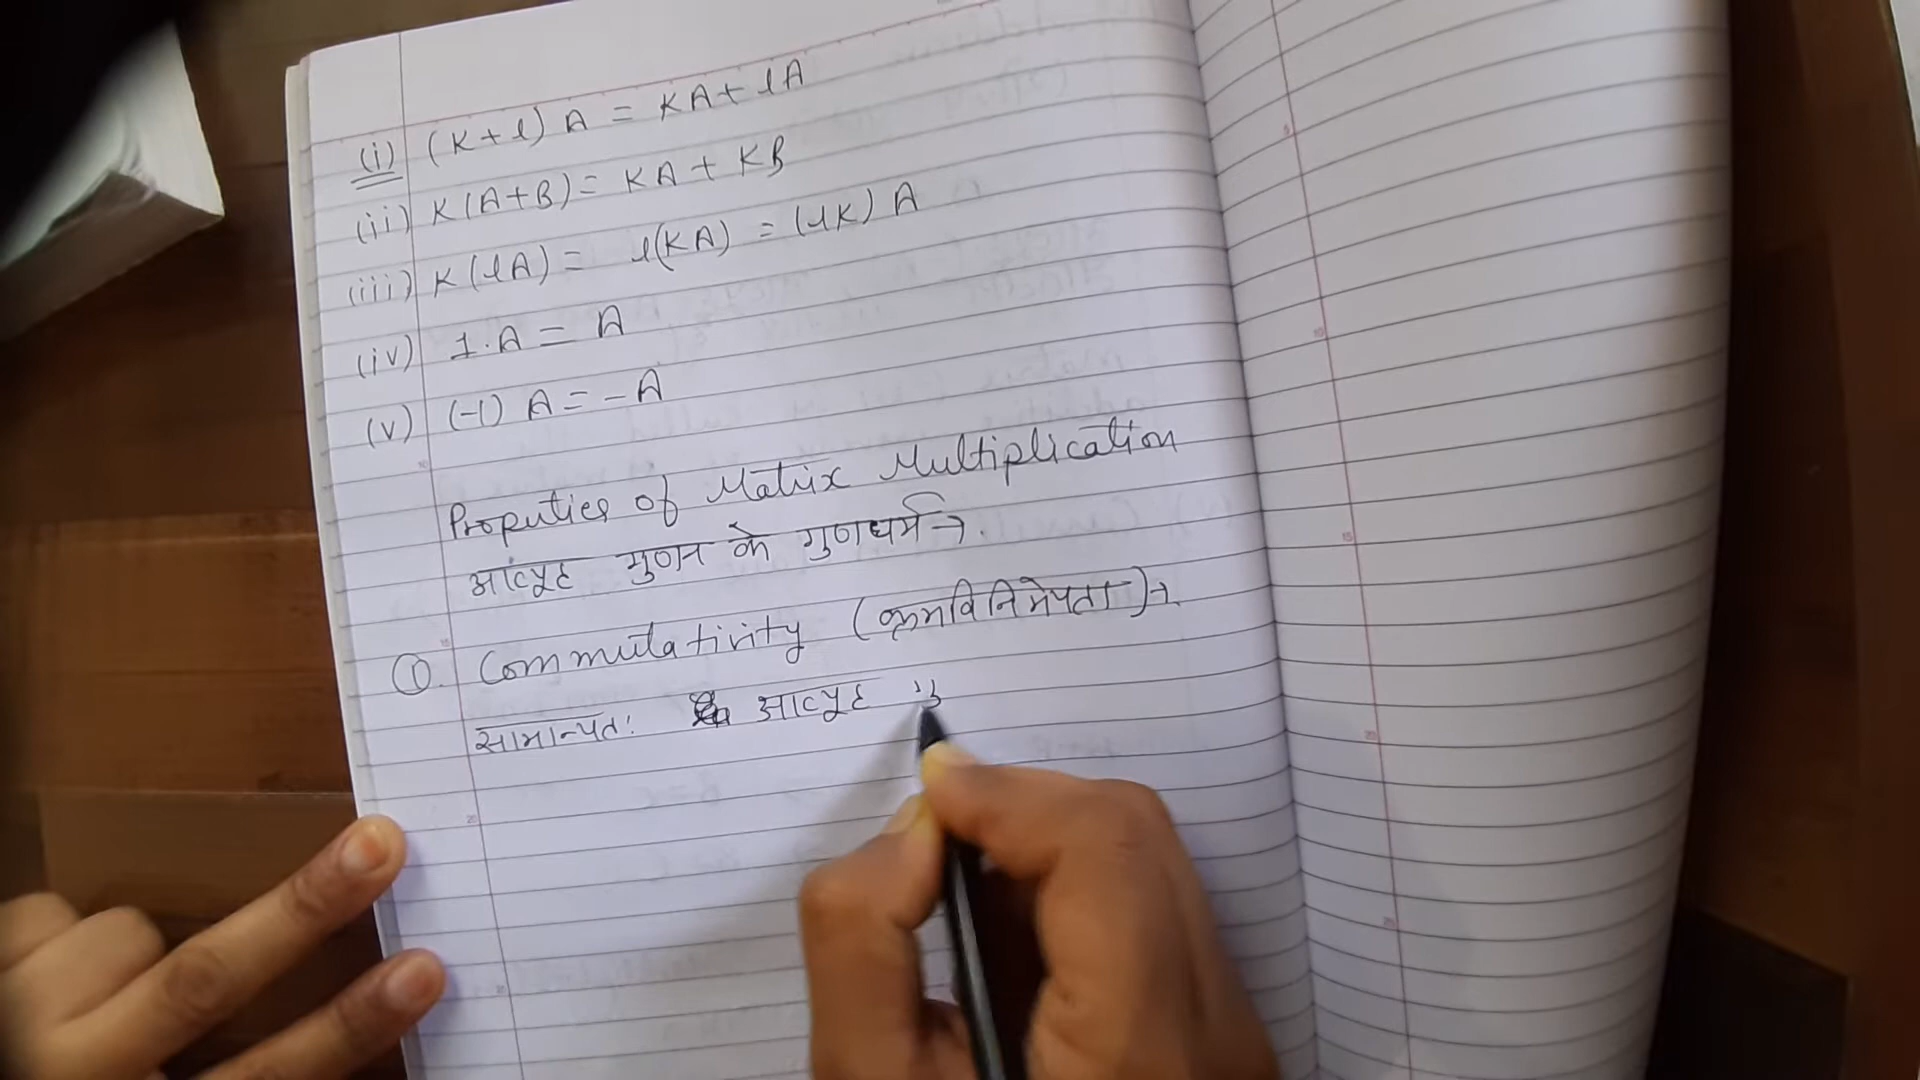 (i) (K+l) A = KA+lA
(ii) K(A+B)= KA+ KB
(iii) K(lA)= l(KA) = (lK) A
(iv) 1.A = A
(v) (-1) A = -A
Properties of Matrix Multiplication
आव्यूह गुणन के गुणधर्म→.
① Commutativity (क्रमविनिमेयता)→
सामान्यतः आव्यूह